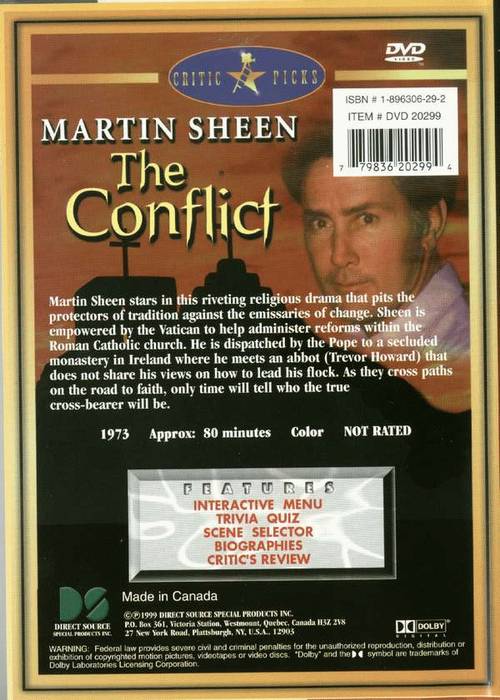 DVD
VIDEO
CRITIC PICKS
ISBN # 1-896306-29-2
ITEM # DVD 20299
7 79836 20299 4
MARTIN SHEEN
The
Conflict
Martin Sheen stars in this riveting religious drama that pits the
protectors of tradition against the emissaries of change. Sheen is
empowered by the Vatican to help administer reforms within the
Roman Catholic church. He is dispatched by the Pope to a secluded
monastery in Ireland where he meets an abbot (Trevor Howard) that
does not share his views on how to lead his flock. As they cross paths
on the road to faith, only time will tell who the true
cross-bearer will be.
1973 Approx: 80 minutes Color NOT RATED
FEATURES
INTERACTIVE MENU
TRIVIA QUIZ
SCENE SELECTOR
BIOGRAPHIES
CRITIC'S REVIEW
DS
DIRECT SOURCE
SPECIAL PRODUCTS INC.
Made in Canada
©℗1999 DIRECT SOURCE SPECIAL PRODUCTS INC.
P.O. Box 361, Victoria Station, Westmount, Quebec, Canada H3Z 2V8
27 New York Road, Plattsburgh, NY, U.S.A.. 12903
DOLBY
DIGITAL
WARNING: Federal law provides severe civil and criminal penalties for the unauthorized reproduction, distribution or
exhibition of copyrighted motion pictures, videotapes or video discs. "Dolby" and the symbol are trademarks of
Dolby Laboratories Licensing Corporation.